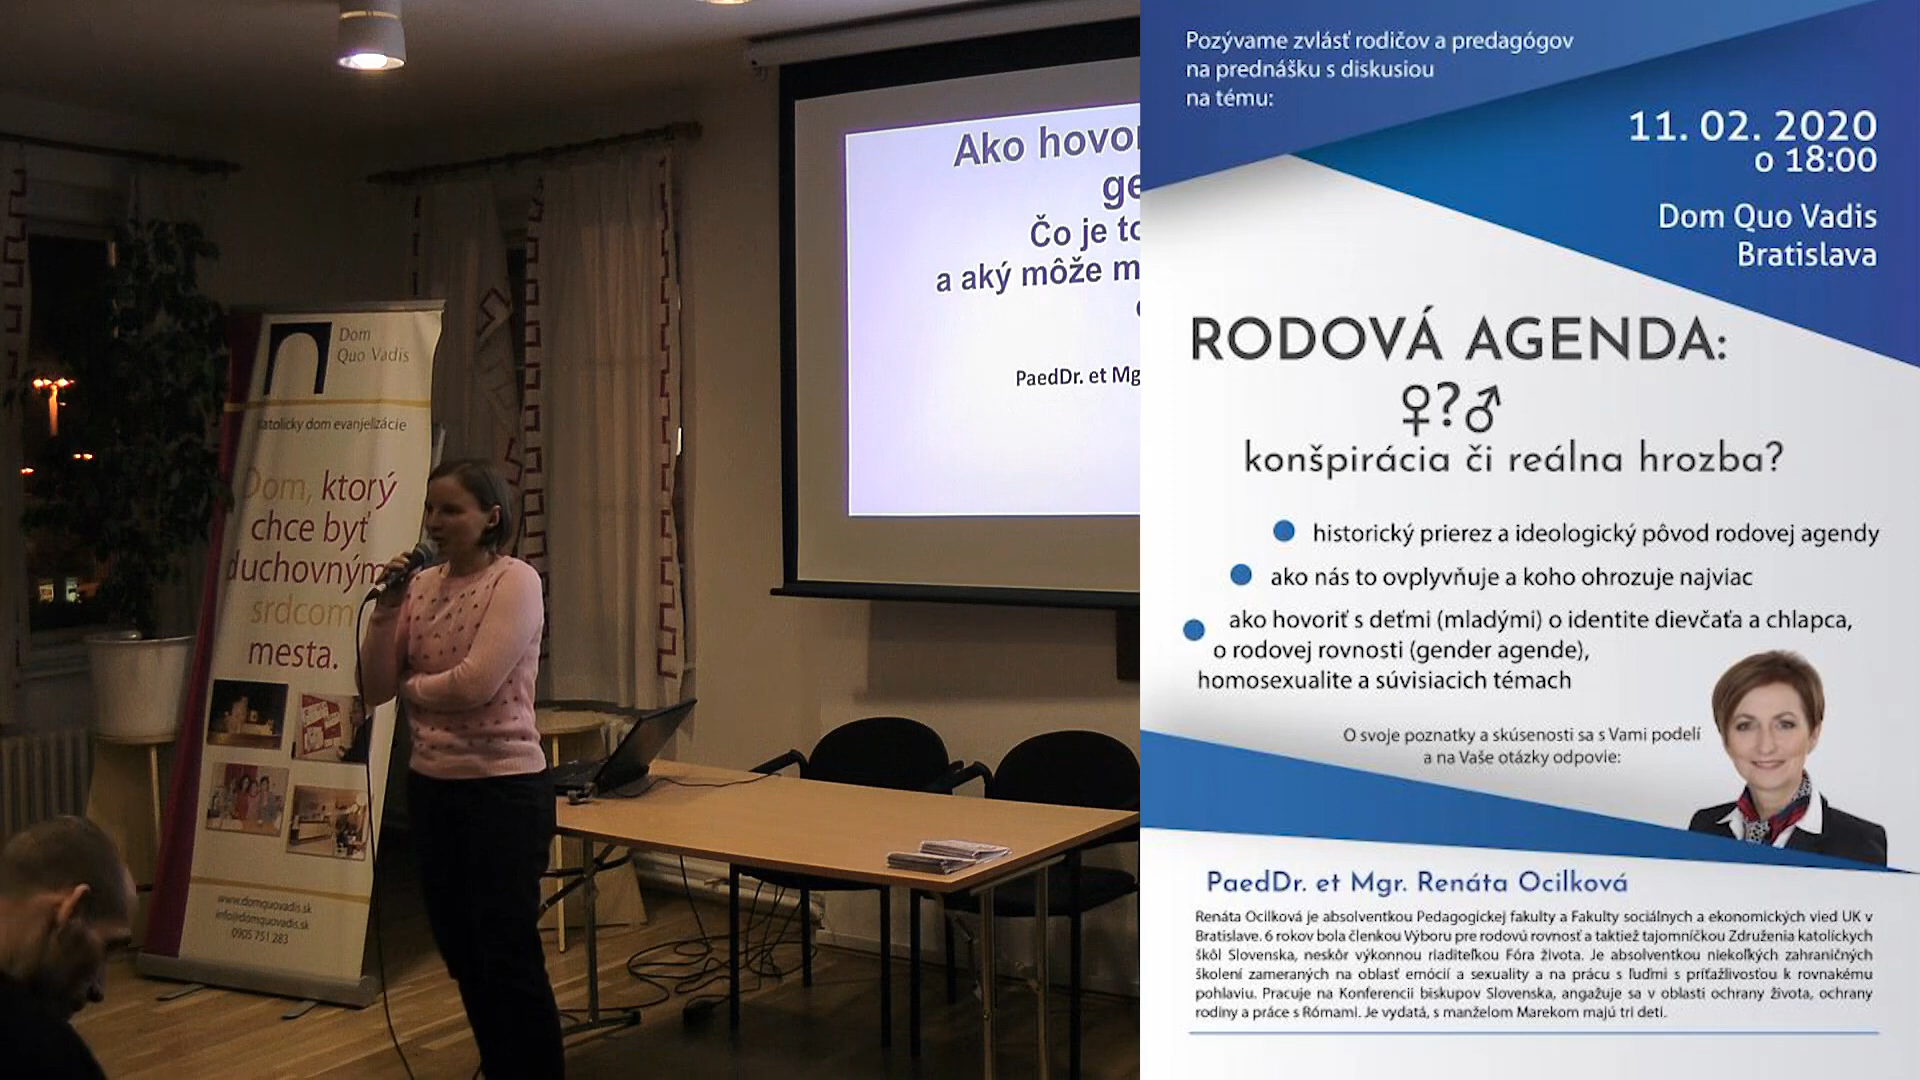 Dom
Quo Vadis
katolícky dom evanjelizácie
Dom, ktorý
chce byť
duchovným
srdcom
mesta.
www.domquovadis.sk
info@domquovadis.sk
0905 751 283
Ako hovo
ge
Čo je to
a aký môže m
PaedDr. et Mg
Pozývame zvlásť rodičov a predagógov
na prednášku s diskusiou
na tému:
11. 02. 2020
o 18:00
Dom Quo Vadis
Bratislava
RODOVÁ AGENDA:
♀?♂
konšpirácia či reálna hrozba?
historický prierez a ideologický pôvod rodovej agendy
ako nás to ovplyvňuje a koho ohrozuje najviac
ako hovoriť s deťmi (mladými) o identite dievčaťa a chlapca,
o rodovej rovnosti (gender agende),
homosexualite a súvisiacich témach
O svoje poznatky a skúsenosti sa s Vami podelí
a na Vaše otázky odpovie:
PaedDr. et Mgr. Renáta Ocilková
Renáta Ocilková je absolventkou Pedagogickej fakulty a Fakulty sociálnych a ekonomických vied UK v
Bratislave. 6 rokov bola členkou Výboru pre rodovú rovnosť a taktiež tajomníčkou Združenia katolíckych
škôl Slovenska, neskôr výkonnou riaditeľkou Fóra života. Je absolventkou niekoľkých zahraničných
školení zameraných na oblasť emócií a sexuality a na prácu s ľuďmi s príťažlivosťou k rovnakému
pohlaviu. Pracuje na Konferencii biskupov Slovenska, angažuje sa v oblasti ochrany života, ochrany
rodiny a práce s Rómami. Je vydatá, s manželom Marekom majú tri deti.